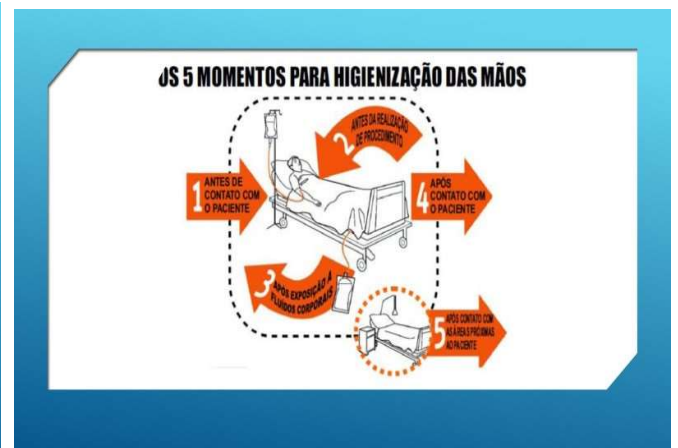 OS 5 MOMENTOS PARA HIGIENIZAÇÃO DAS MÃOS
1 ANTES DE
CONTATO COM
O PACIENTE
2 ANTES DA REALIZAÇÃO
DE PROCEDIMENTO
3 APÓS EXPOSIÇÃO A
FLUÍDOS CORPORAIS
4 APÓS
CONTATO COM
O PACIENTE
5 APÓS CONTATO COM
AS ÁREAS PRÓXIMAS
AO PACIENTE